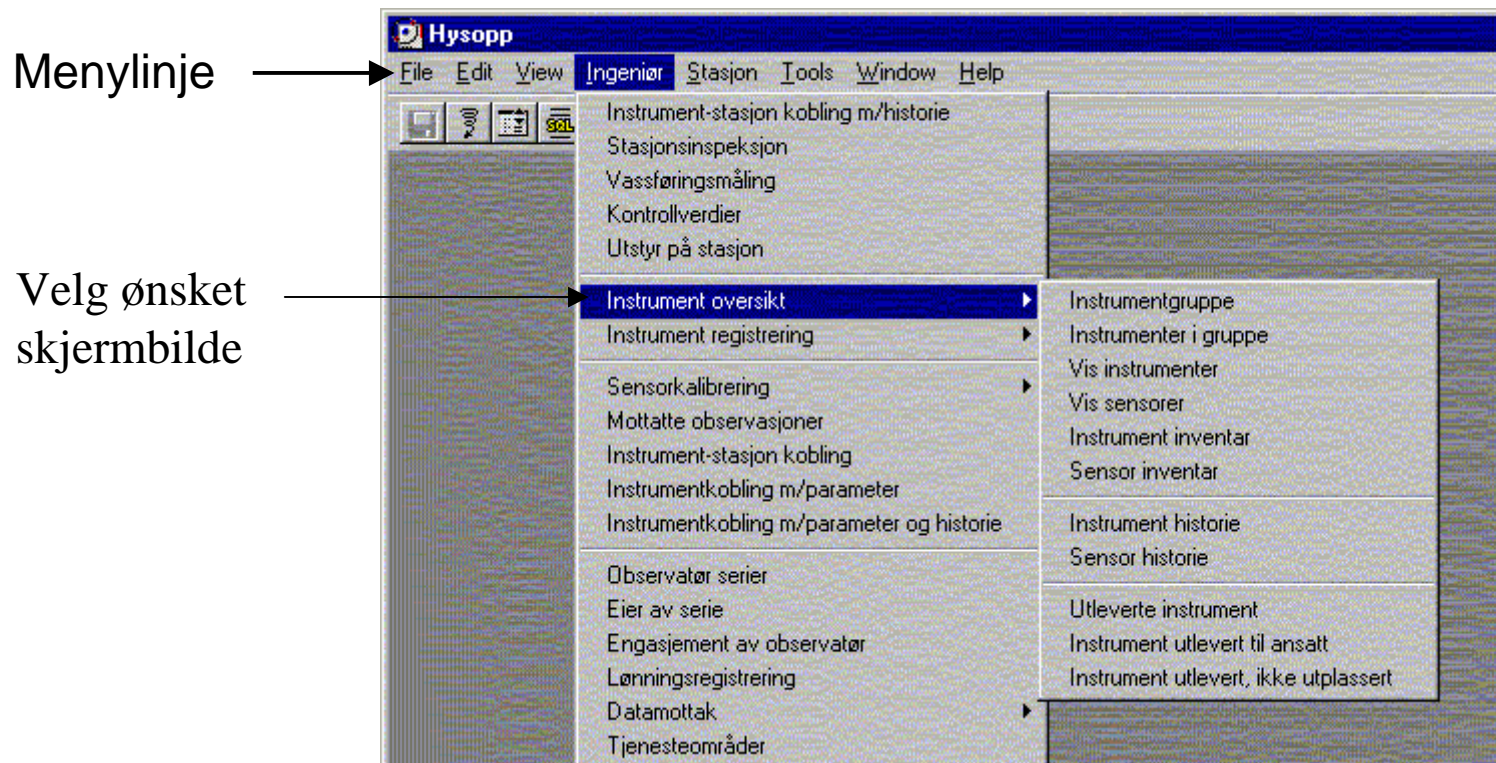 Hysopp
Menylinje
File Edit View Ingeniør Stasjon Tools Window Help
SQL
Instrument-stasjon kobling m/historie
Stasjonsinspeksjon
Vassføringsmåling
Kontrollverdier
Utstyr på stasjon
Velg ønsket
skjermbilde
Instrument oversikt
Instrument registrering
Sensorkalibrering
Mottatte observasjoner
Instrument-stasjon kobling
Instrumentkobling m/parameter
Instrumentkobling m/parameter og historie
Observatør serier
Eier av serie
Engasjement av observatør
Lønningsregistrering
Datamottak
Tjenesteområder
Instrumentgruppe
Instrumenter i gruppe
Vis instrumenter
Vis sensorer
Instrument inventar
Sensor inventar
Instrument historie
Sensor historie
Utleverte instrument
Instrument utlevert til ansatt
Instrument utlevert, ikke utplassert